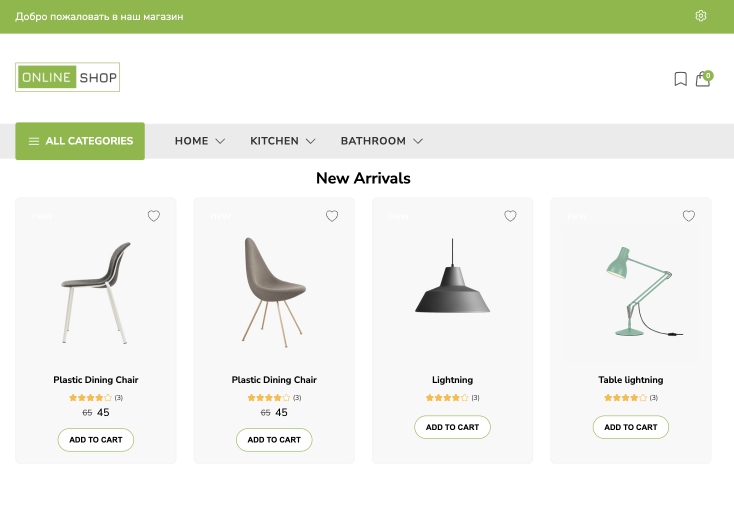 Добро пожаловать в наш магазин
ONLINE SHOP
0
ALL CATEGORIES HOME KITCHEN BATHROOM
New Arrivals
Plastic Dining Chair
(3)
65 45
ADD TO CART
Plastic Dining Chair
(3)
65 45
ADD TO CART
Lightning
(3)
ADD TO CART
Table lightning
(3)
ADD TO CART